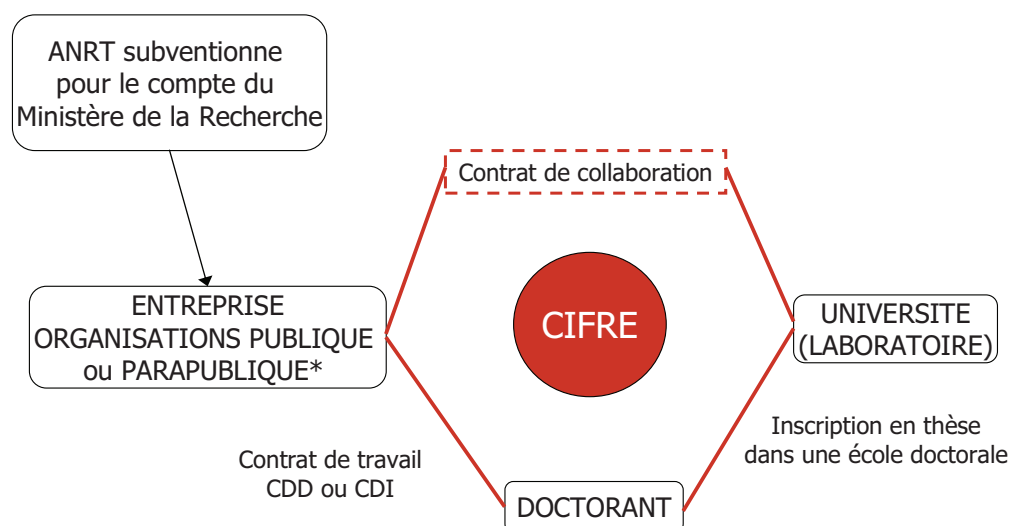 ANRT subventionne
pour le compte du
Ministère de la Recherche
Contrat de collaboration
CIFRE
ENTREPRISE
ORGANISATIONS PUBLIQUE
ou PARAPUBLIQUE*
UNIVERSITE
(LABORATOIRE)
Contrat de travail
CDD ou CDI
Inscription en thèse
dans une école doctorale
DOCTORANT